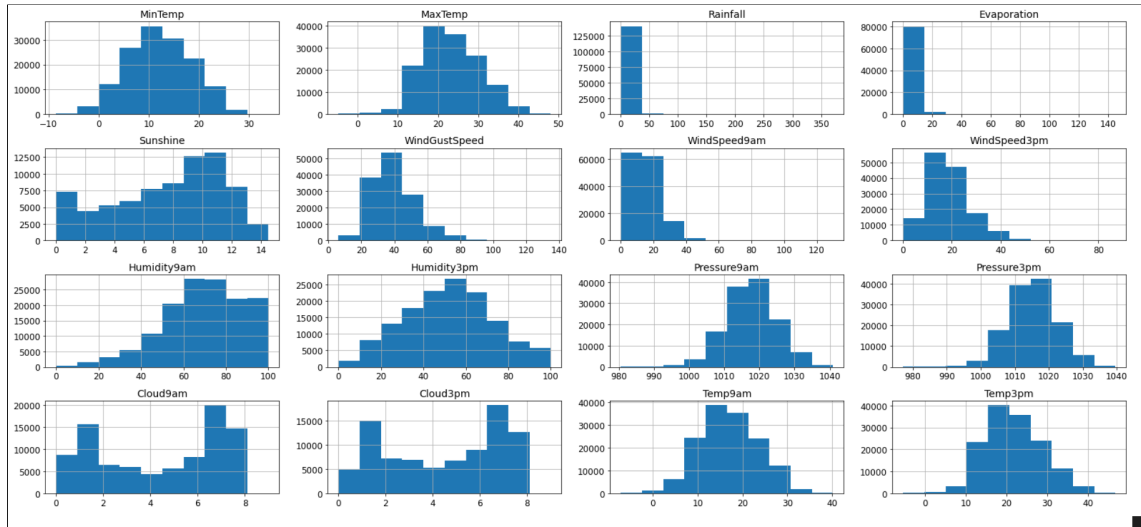 MinTemp
30000
20000
10000
0
−10 0 10 20 30
MaxTemp
40000
30000
20000
10000
0
0 10 20 30 40 50
Rainfall
125000
100000
75000
50000
25000
0
0 50 100 150 200 250 300 350
Evaporation
80000
60000
40000
20000
0
0 20 40 60 80 100 120 140
Sunshine
12500
10000
7500
5000
2500
0
0 2 4 6 8 10 12 14
WindGustSpeed
50000
40000
30000
20000
10000
0
20 40 60 80 100 120 140
WindSpeed9am
60000
40000
20000
0
0 20 40 60 80 100 120
WindSpeed3pm
50000
40000
30000
20000
10000
0
0 20 40 60 80
Humidity9am
25000
20000
15000
10000
5000
0
0 20 40 60 80 100
Humidity3pm
25000
20000
15000
10000
5000
0
0 20 40 60 80 100
Pressure9am
40000
30000
20000
10000
0
980 990 1000 1010 1020 1030 1040
Pressure3pm
40000
30000
20000
10000
0
980 990 1000 1010 1020 1030 1040
Cloud9am
20000
15000
10000
5000
0
0 2 4 6 8
Cloud3pm
15000
10000
5000
0
0 2 4 6 8
Temp9am
40000
30000
20000
10000
0
0 10 20 30 40
Temp3pm
40000
30000
20000
10000
0
0 10 20 30 40